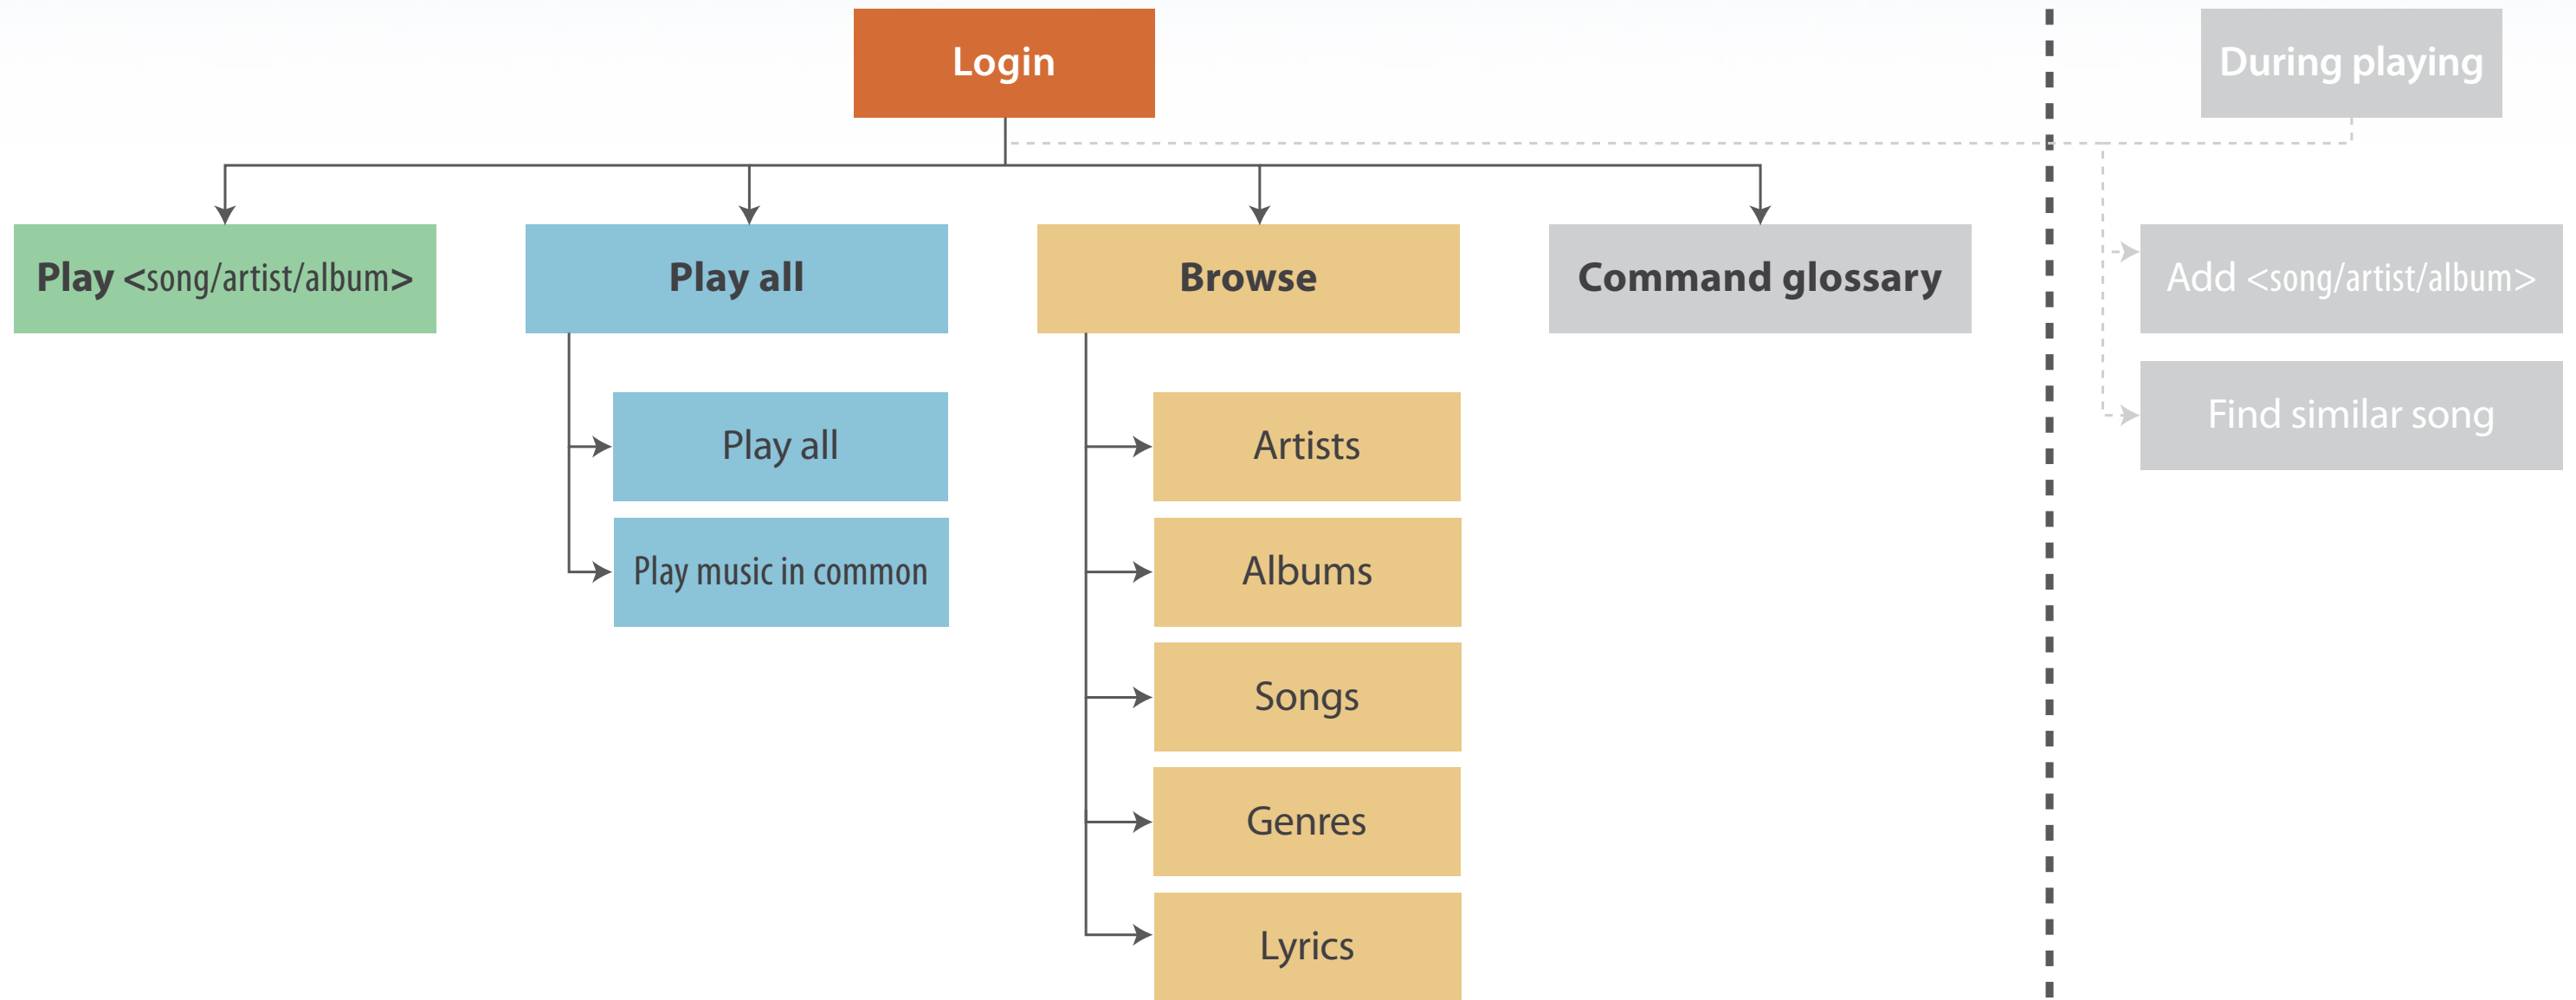 Login
During playing
Play <song/artist/album>
Play all
Browse
Command glossary
Add <song/artist/album>
Find similar song
Play all
Play music in common
Artists
Albums
Songs
Genres
Lyrics